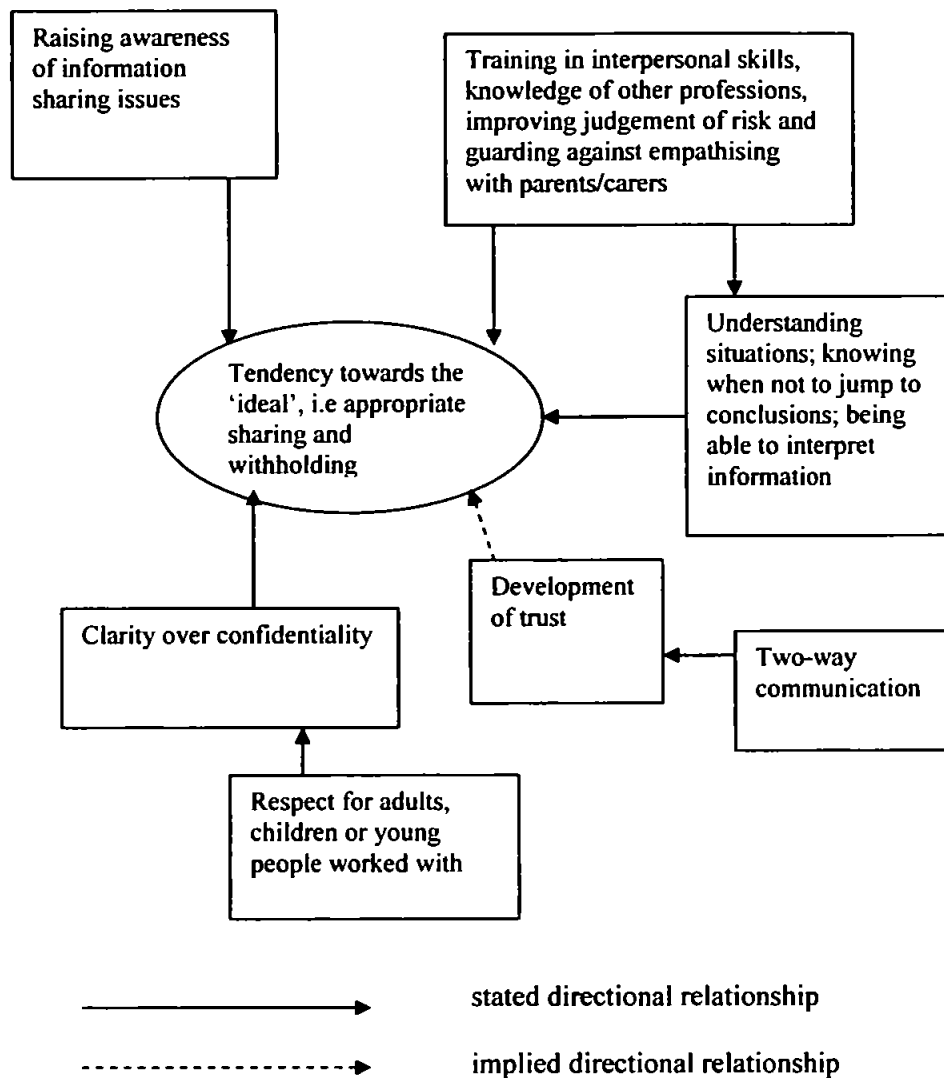 Raising awareness
of information
sharing issues
Training in interpersonal skills,
knowledge of other professions,
improving judgement of risk and
guarding against empathising
with parents/carers
Understanding
situations; knowing
when not to jump to
conclusions; being
able to interpret
information
Tendency towards the
‘ideal’, i.e appropriate
sharing and
withholding
Development
of trust
Clarity over confidentiality
Two-way
communication
Respect for adults,
children or young
people worked with
stated directional relationship
implied directional relationship